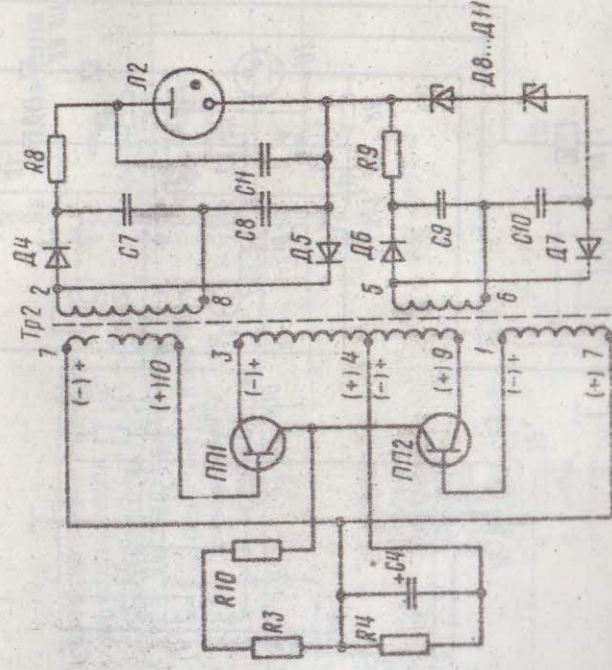 Тр2
Д4
R8
7
2
(−)+
C7
Л2
(+)10
8
C8
C11
ПП1
3
R10
R3
(−)+
Д5
(+)4
Д6
5
R9
R4
+C4
(−)+
C9
ПП2
(+)9
6
Д8...Д11
C10
1
(−)+
Д7
(+)7